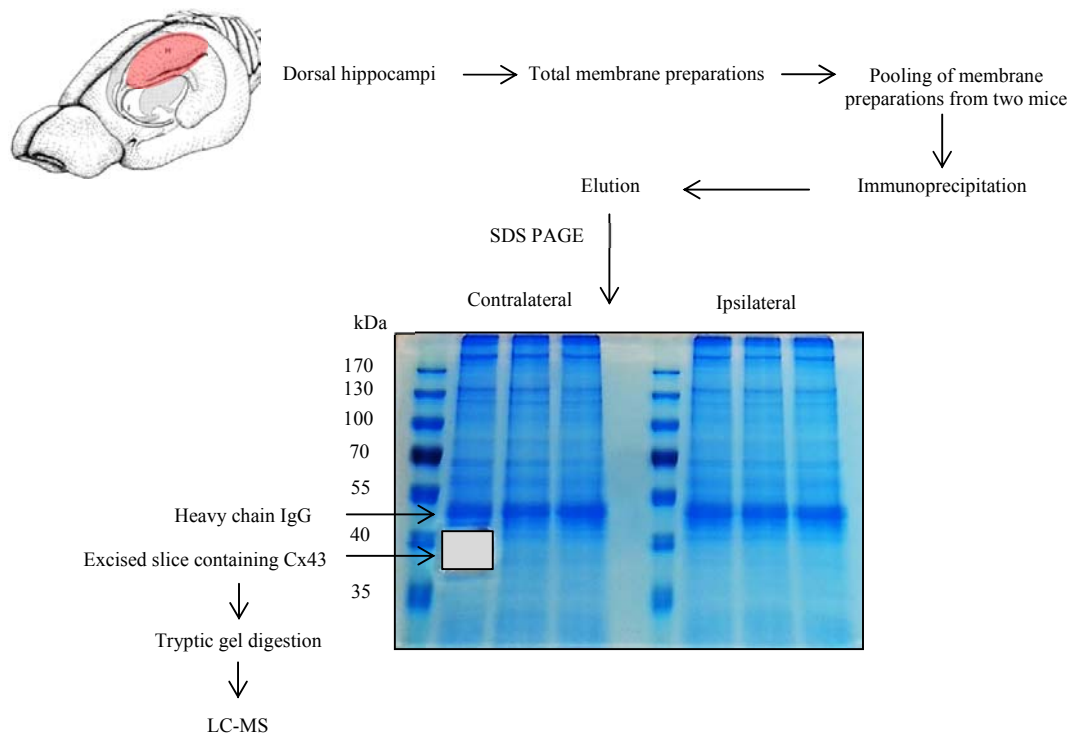 Dorsal hippocampi
Total membrane preparations
Pooling of membrane
preparations from two mice
Immunoprecipitation
Elution
SDS PAGE
Contralateral
Ipsilateral
kDa
170
130
100
70
55
Heavy chain IgG
40
Excised slice containing Cx43
35
Tryptic gel digestion
LC-MS